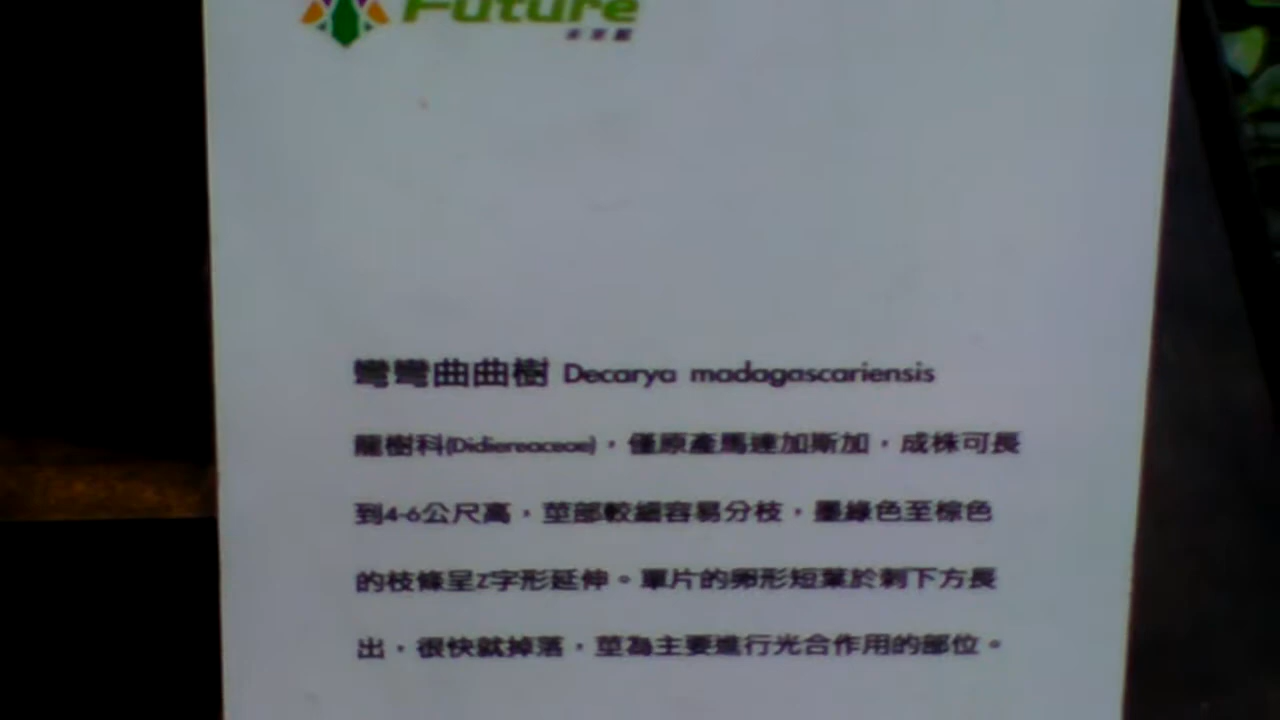 Future
未來館
彎彎曲曲樹 Decarya madagascariensis
龍樹科(Didiereaceae)，僅原產馬達加斯加，成株可長
到4-6公尺高，莖部較細容易分枝，墨綠色至棕色
的枝條呈Z字形延伸。單片的卵形短葉於刺下方長
出，很快就掉落，莖為主要進行光合作用的部位。